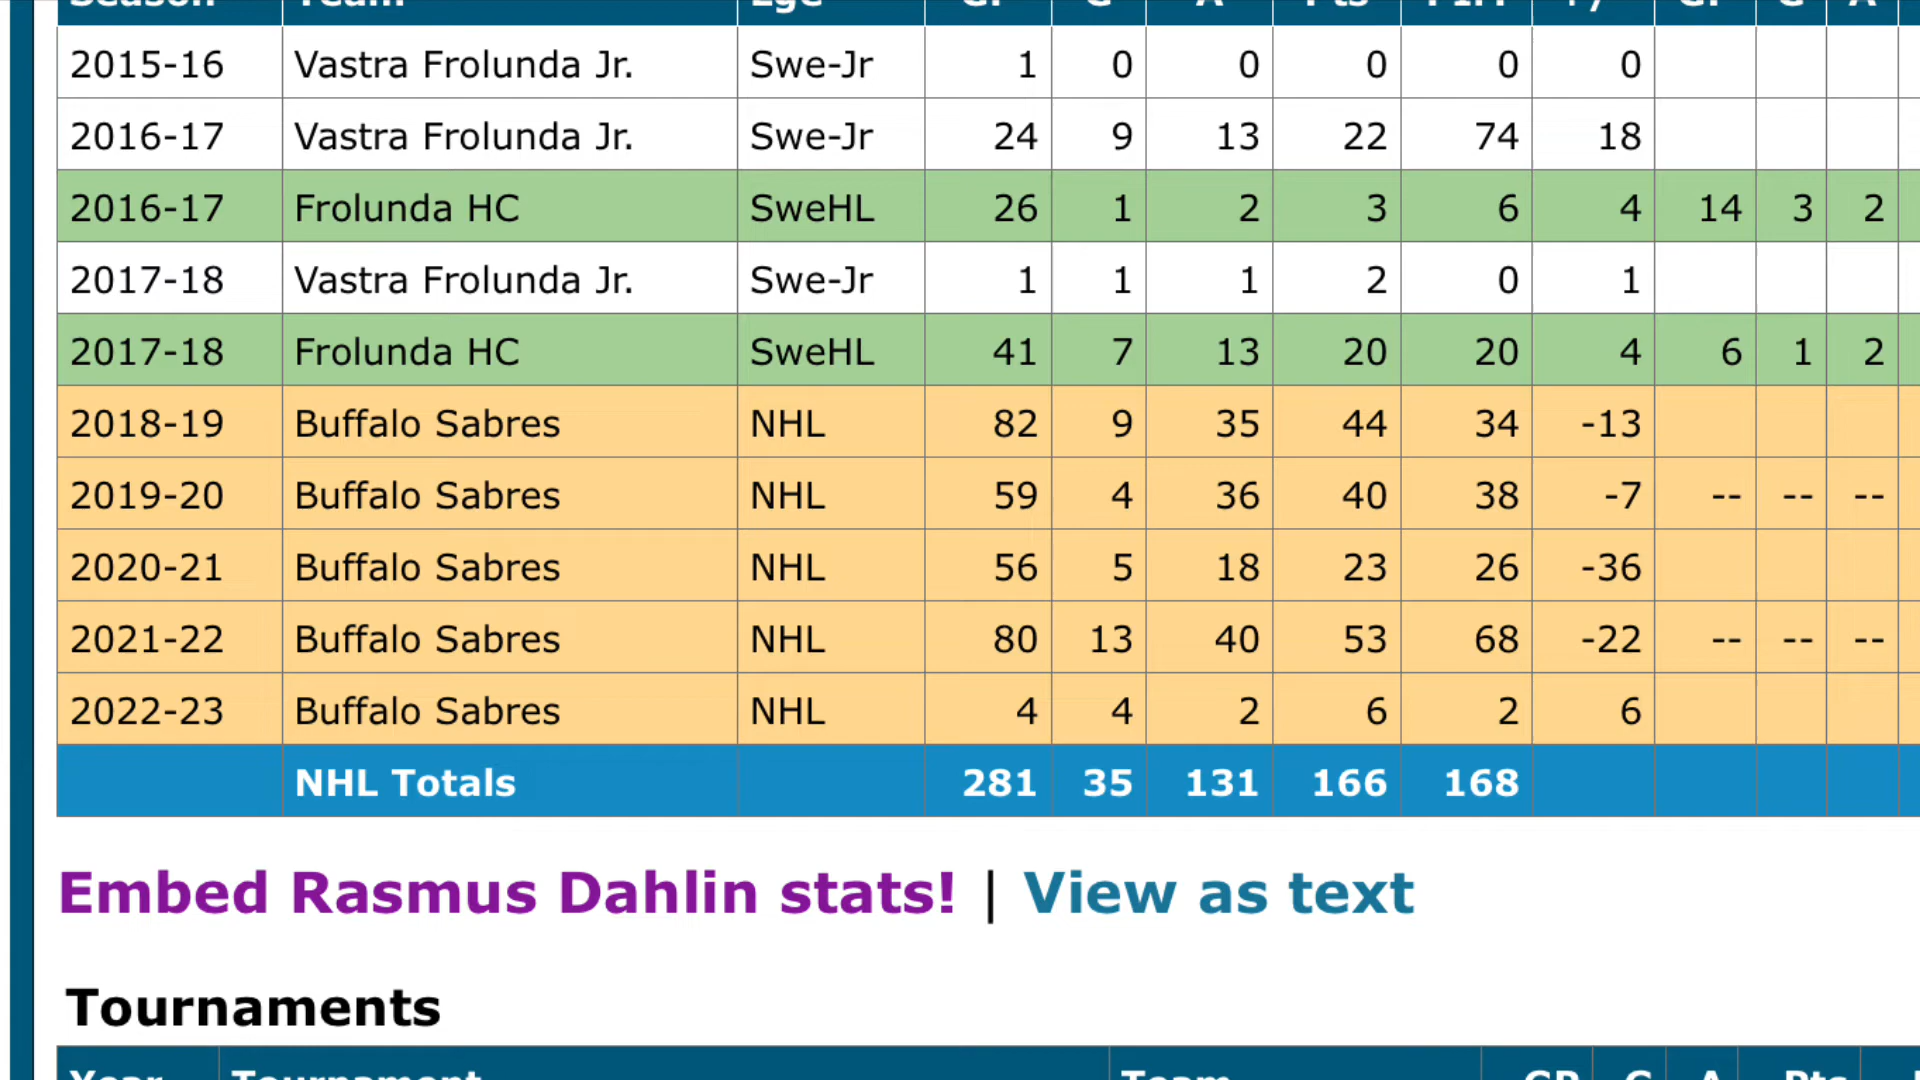 Season Team Lge GP G A Pts PIM +/- GP G A
2015-16 Vastra Frolunda Jr. Swe-Jr 1 0 0 0 0 0
2016-17 Vastra Frolunda Jr. Swe-Jr 24 9 13 22 74 18
2016-17 Frolunda HC SweHL 26 1 2 3 6 4 14 3 2
2017-18 Vastra Frolunda Jr. Swe-Jr 1 1 1 2 0 1
2017-18 Frolunda HC SweHL 41 7 13 20 20 4 6 1 2
2018-19 Buffalo Sabres NHL 82 9 35 44 34 -13
2019-20 Buffalo Sabres NHL 59 4 36 40 38 -7 -- -- --
2020-21 Buffalo Sabres NHL 56 5 18 23 26 -36
2021-22 Buffalo Sabres NHL 80 13 40 53 68 -22 -- -- --
2022-23 Buffalo Sabres NHL 4 4 2 6 2 6
NHL Totals 281 35 131 166 168
Embed Rasmus Dahlin stats! | View as text
Tournaments
Year Tournament Team GP G A Pts